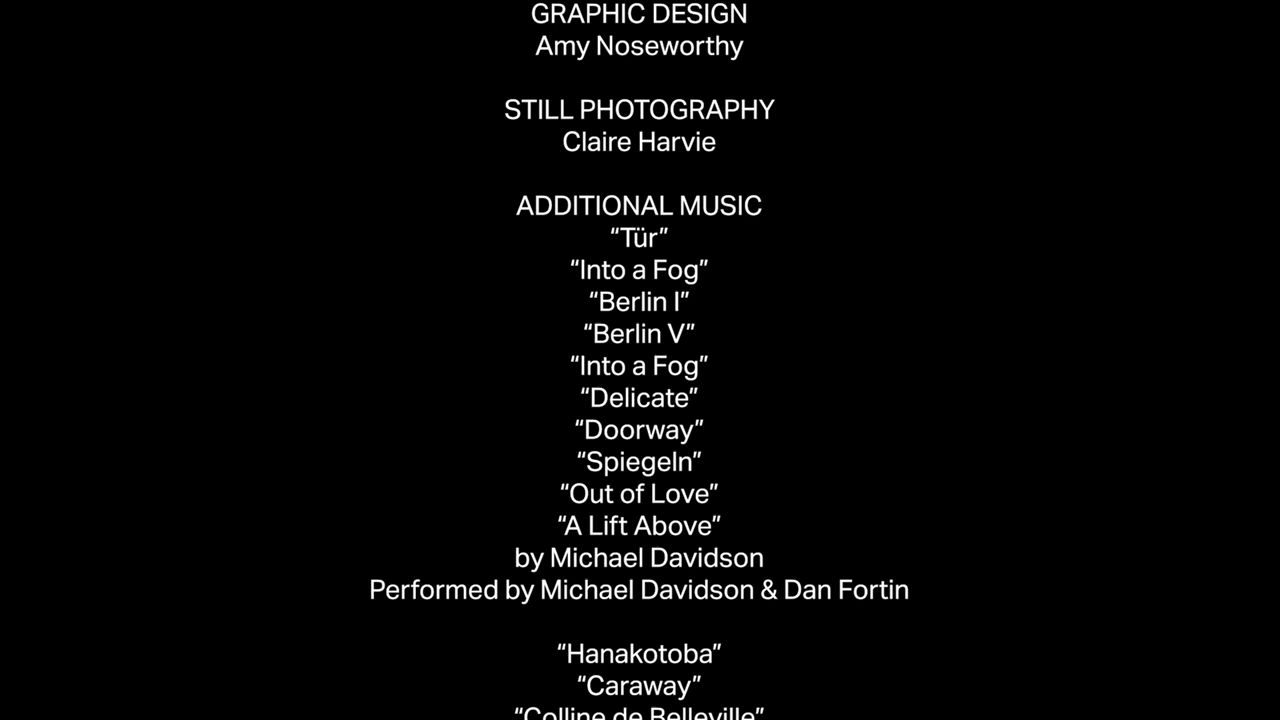 GRAPHIC DESIGN
Amy Noseworthy
STILL PHOTOGRAPHY
Claire Harvie
ADDITIONAL MUSIC
“Tür”
“Into a Fog”
“Berlin I”
“Berlin V”
“Into a Fog”
“Delicate”
“Doorway”
“Spiegeln”
“Out of Love”
“A Lift Above”
by Michael Davidson
Performed by Michael Davidson & Dan Fortin
“Hanakotoba”
“Caraway”
“Colline de Belleville”